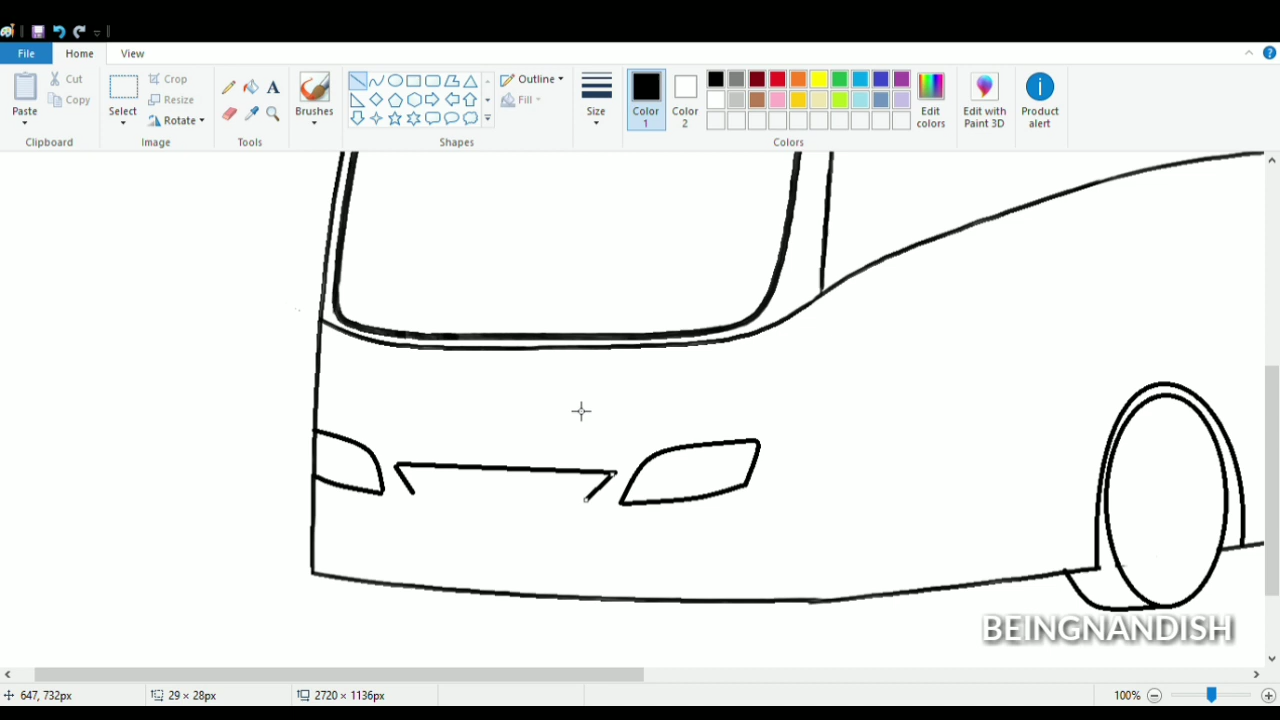 File Home View
Paste Cut Copy Clipboard
Select Crop Resize Rotate Image
Tools
Brushes
Outline Fill Shapes
Size
Color 1 Color 2 Edit colors Colors
Edit with Paint 3D
Product alert
BEINGNANDISH
647, 732px 29 × 28px 2720 × 1136px 100%